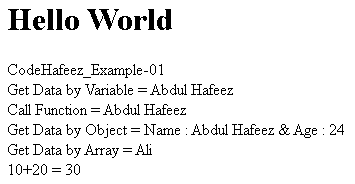 Hello World
CodeHafeez_Example-01
Get Data by Variable = Abdul Hafeez
Call Function = Abdul Hafeez
Get Data by Object = Name : Abdul Hafeez & Age : 24
Get Data by Array = Ali
10+20 = 30